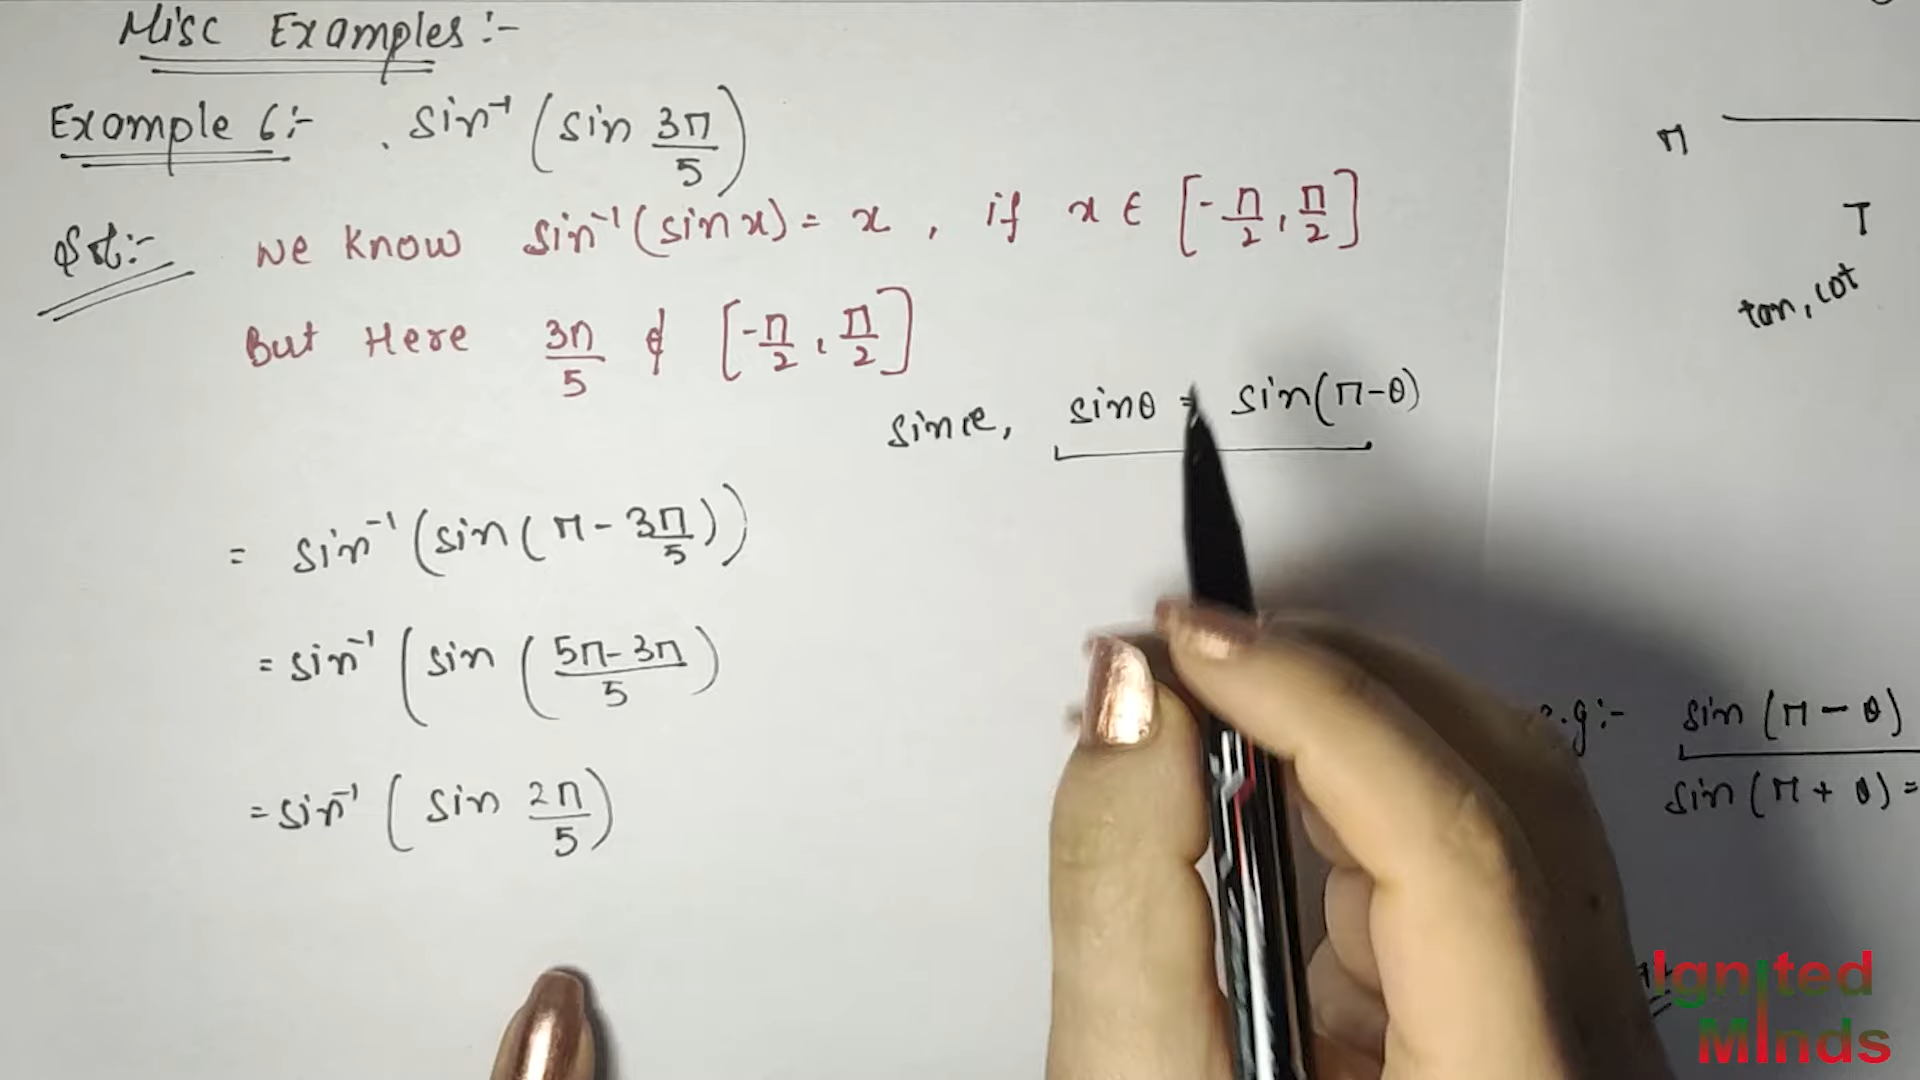 Misc Examples:-
Example 6:- . sin⁻¹ (sin 3π/5)
Sol:- We know sin⁻¹(sin x) = x , if x ∈ [-π/2, π/2]
But Here 3π/5 ∉ [-π/2, π/2]
Since, sinθ = sin(π-θ)
= sin⁻¹(sin(π - 3π/5))
= sin⁻¹ (sin (5π-3π/5)
= sin⁻¹ ( sin 2π/5)
π
T
tan, cot
e.g:- sin (π - θ)
sin (π + θ) =
Ignited
Minds